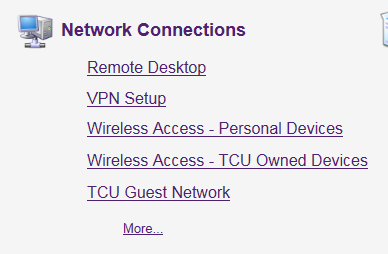 Network Connections
Remote Desktop
VPN Setup
Wireless Access - Personal Devices
Wireless Access - TCU Owned Devices
TCU Guest Network
More...